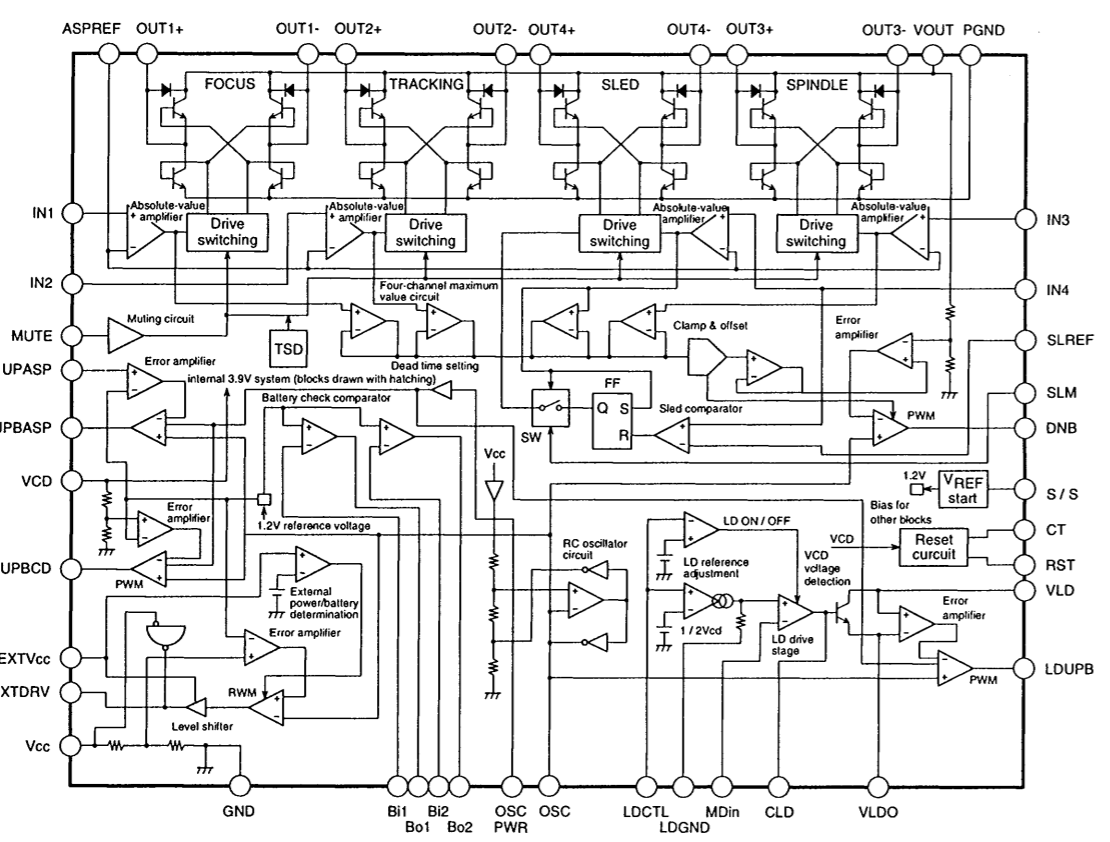 ASPREF OUT1+ OUT1- OUT2+ OUT2- OUT4+ OUT4- OUT3+ OUT3- VOUT PGND
FOCUS TRACKING SLED SPINDLE
IN1
Absolute-value
amplifier
Drive
switching
Absolute-value
amplifier
Drive
switching
Drive
switching
Absolute-value
amplifier
Drive
switching
Absolute-value
amplifier
IN3
IN2
IN4
Four-channel maximum
value circuit
MUTE
Muting circuit
TSD
Clamp & offset
Error
amplifier
SLREF
Dead time setting
UPASP
Error amplifier
internal 3.9V system (blocks drawn with hatching)
Battery check comparator
SLM
FF
Q S
R
SW
Sled comparator
PWM
UPBASP
DNB
Vcc
VCD
1.2V
VREF
start
S / S
Error
amplifier
1.2V reference voltage
Bias for
other blocks
LD ON / OFF
CT
VCD
Reset
curcuit
RC oscillator
circuit
UPBCD
PWM
LD reference
adjustment
VCD
vcltage
detection
RST
External
power/battery
determination
VLD
Error amplifier
1 / 2Vcd
LD drive
stage
Error
amplifier
EXTVcc
PWM
LDUPB
XTDRV
RWM
Level shifter
Vcc
GND
Bi1
Bo1
Bi2
Bo2
OSC
PWR
OSC
LDCTL
LDGND
MDin
CLD
VLDO